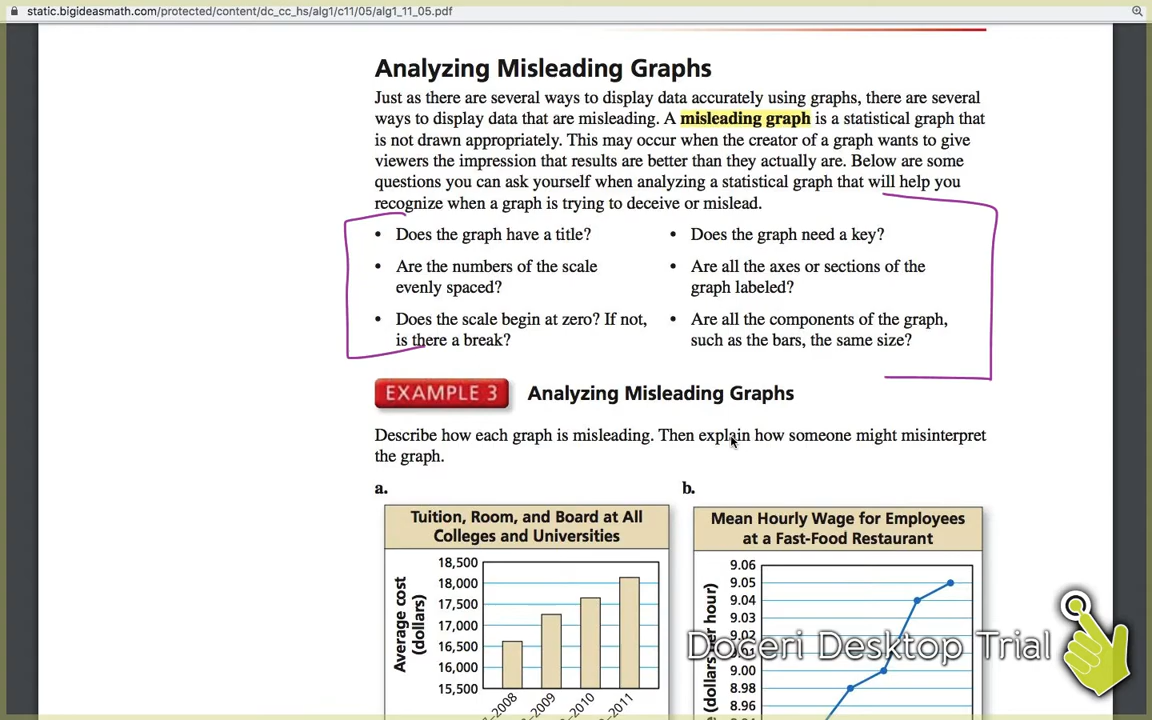 static.bigideasmath.com/protected/content/dc_cc_hs/alg1/c11/05/alg1_11_05.pdf
Analyzing Misleading Graphs
Just as there are several ways to display data accurately using graphs, there are several
ways to display data that are misleading. A misleading graph is a statistical graph that
is not drawn appropriately. This may occur when the creator of a graph wants to give
viewers the impression that results are better than they actually are. Below are some
questions you can ask yourself when analyzing a statistical graph that will help you
recognize when a graph is trying to deceive or mislead.
• Does the graph have a title?
• Are the numbers of the scale
evenly spaced?
• Does the scale begin at zero? If not,
is there a break?
• Does the graph need a key?
• Are all the axes or sections of the
graph labeled?
• Are all the components of the graph,
such as the bars, the same size?
EXAMPLE 3 Analyzing Misleading Graphs
Describe how each graph is misleading. Then explain how someone might misinterpret
the graph.
a.
Tuition, Room, and Board at All
Colleges and Universities
Average cost
(dollars)
18,500
18,000
17,500
17,000
16,500
16,000
15,500
b.
Mean Hourly Wage for Employees
at a Fast-Food Restaurant
9.06
9.05
9.04
9.03
9.02
9.01
9.00
8.98
Doceri Desktop Trial